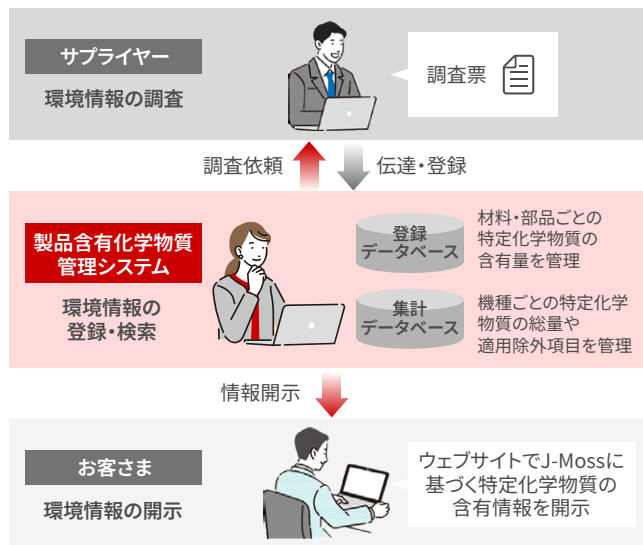 サプライヤー
環境情報の調査
調査票
調査依頼
伝達・登録
製品含有化学物質
管理システム
環境情報の
登録・検索
登録
データベース
材料・部品ごとの
特定化学物質の
含有量を管理
集計
データベース
機種ごとの特定化学
物質の総量や
適用除外項目を管理
情報開示
お客さま
環境情報の開示
ウェブサイトでJ-Mossに
基づく特定化学物質の
含有情報を開示